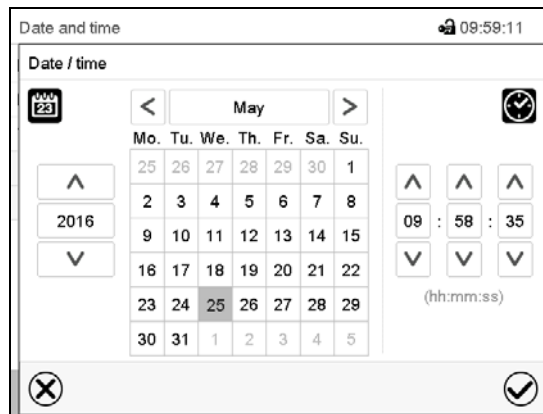 Date and time 09:59:11
Date / time
23
< May >
Mo. Tu. We. Th. Fr. Sa. Su.
25 26 27 28 29 30 1
2 3 4 5 6 7 8
2016
9 10 11 12 13 14 15
09 : 58 : 35
16 17 18 19 20 21 22
(hh:mm:ss)
23 24 25 26 27 28 29
30 31 1 2 3 4 5